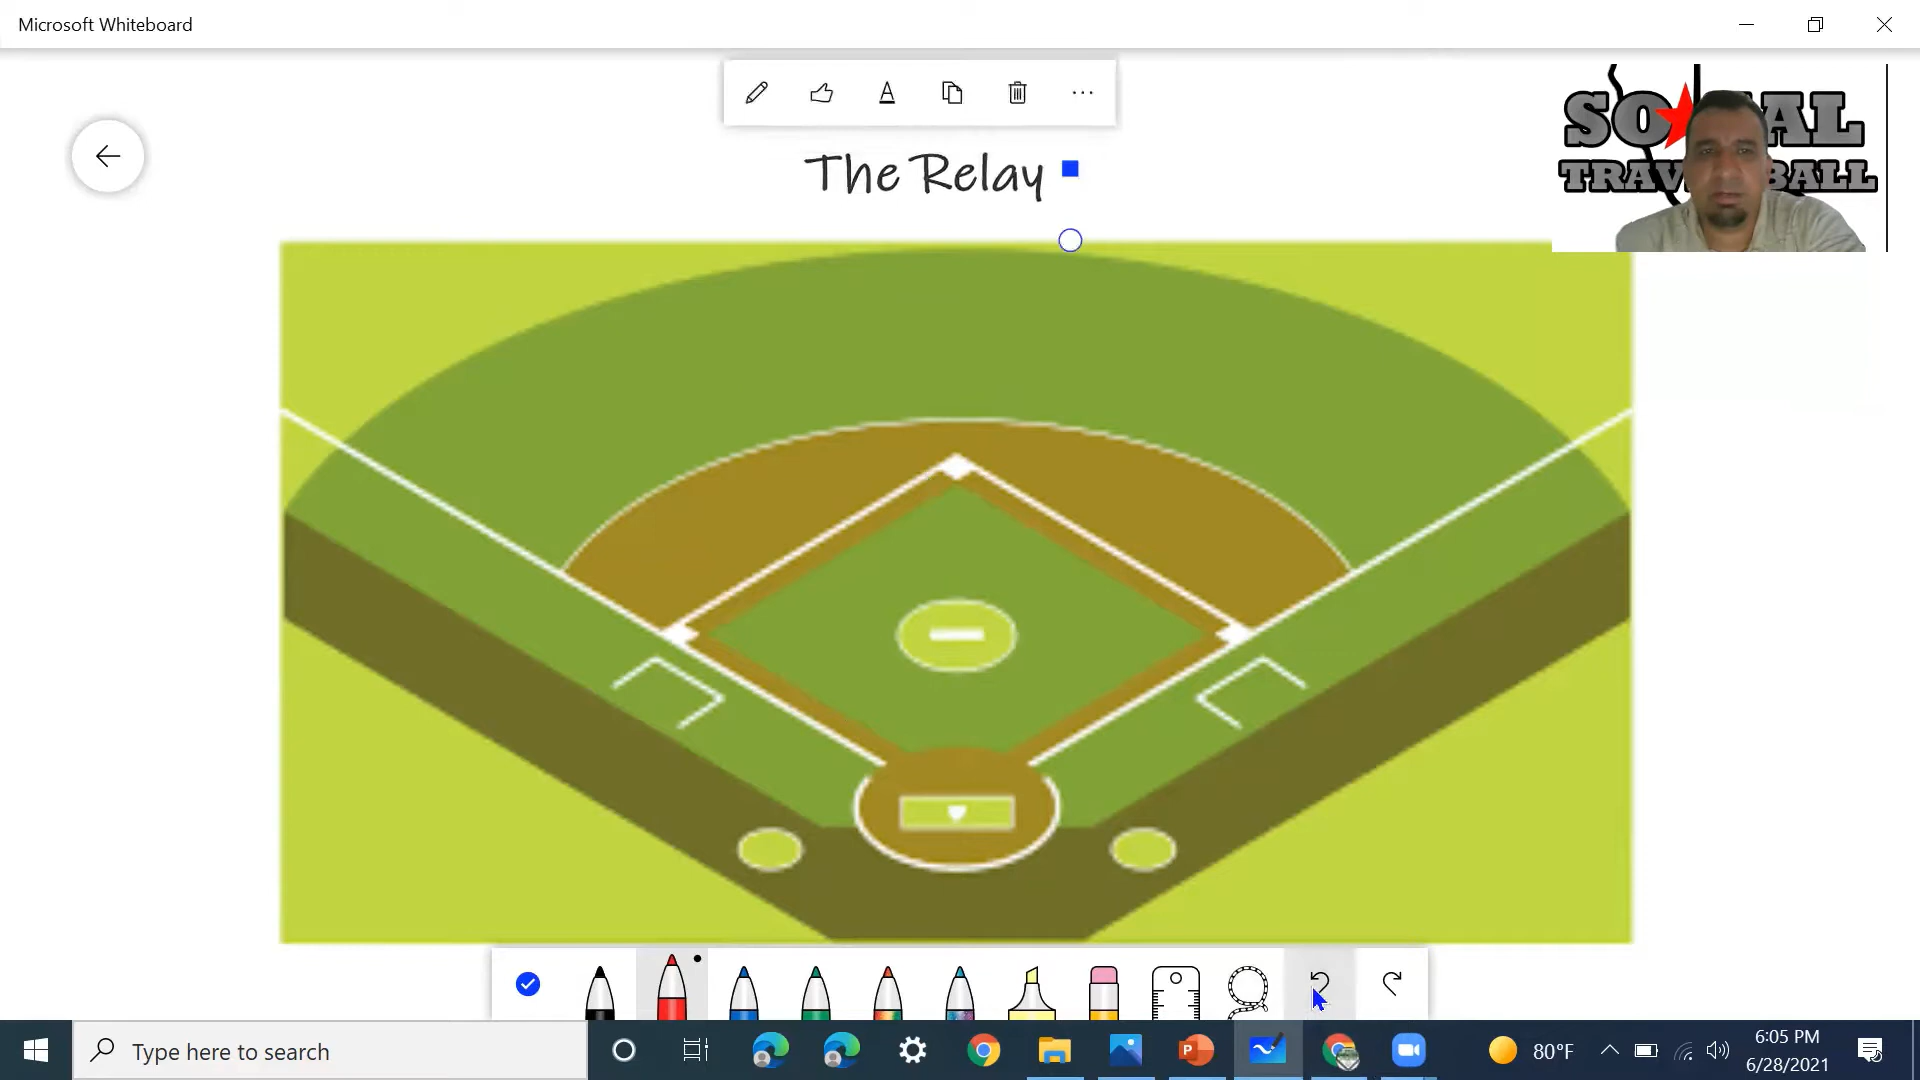 Microsoft Whiteboard
The Relay
Type here to search
80°F
6:05 PM
6/28/2021